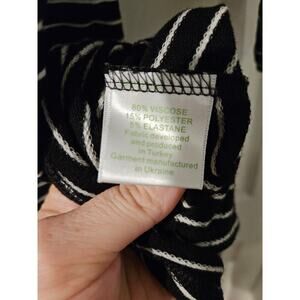 80% VISCOSE
15% POLYESTER
5% ELASTANE
Fabric developed
and produced
in Turkey
Garment manufactured
in Ukraine